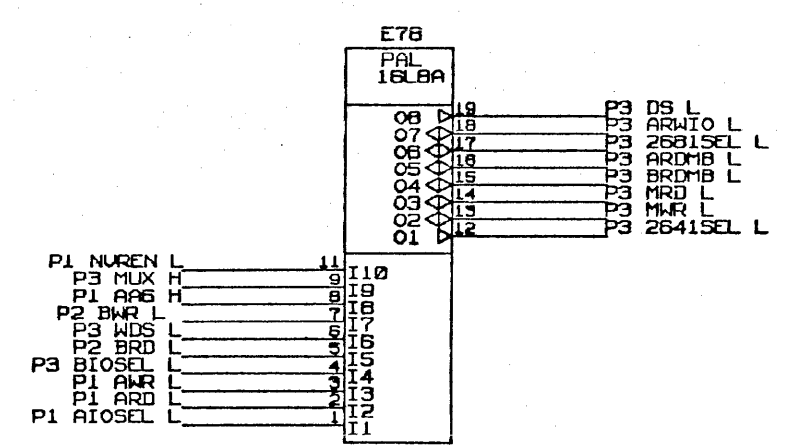 E78
PAL
16L8A
O8 19 P3 DS L
O7 18 P3 ARWIO L
O6 17 P3 2681SEL L
O5 16 P3 ARDMB L
O4 15 P3 BRDMB L
O3 14 P3 MRD L
O2 13 P3 MWR L
O1 12 P3 2641SEL L
P1 NVREN L 11 I10
P3 MUX H 9 I9
P1 AA6 H 8 I8
P2 BWR L 7 I7
P3 WDS L 6 I6
P2 BRD L 5 I5
P3 BIOSEL L 4 I4
P1 AWR L 3 I3
P1 ARD L 2 I2
P1 AIOSEL L 1 I1